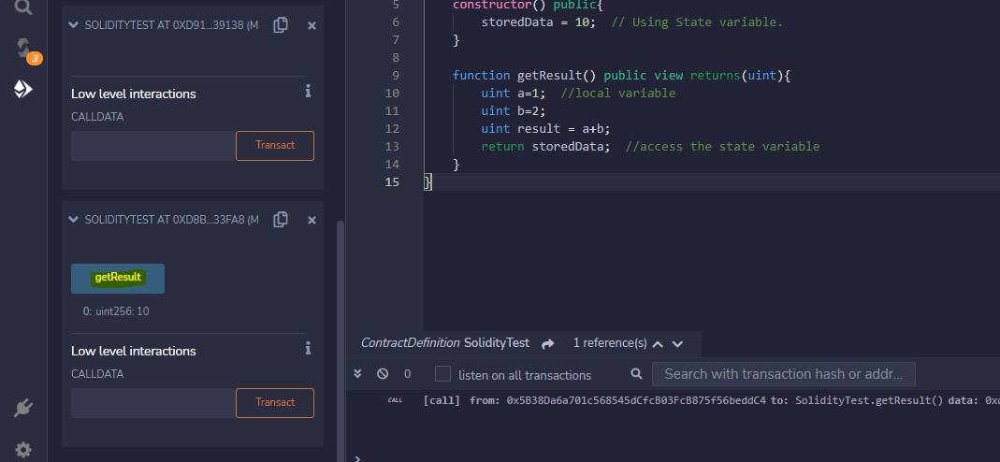 3
SOLIDITYTEST AT 0XD91...39138 (M
Low level interactions
CALLDATA
Transact
SOLIDITYTEST AT 0XD8B...33FA8 (M
getResult
0: uint256: 10
Low level interactions
CALLDATA
Transact
5 constructor() public{
6 storedData = 10; // Using State variable.
7 }
8
9 function getResult() public view returns(uint){
10 uint a=1; //local variable
11 uint b=2;
12 uint result = a+b;
13 return storedData; //access the state variable
14 }
15 }
ContractDefinition SolidityTest 1 reference(s)
0 listen on all transactions Search with transaction hash or addr...
CALL [call] from: 0x5B38Da6a701c568545dCfcB03FcB875f56beddC4 to: SolidityTest.getResult() data: 0xd
>